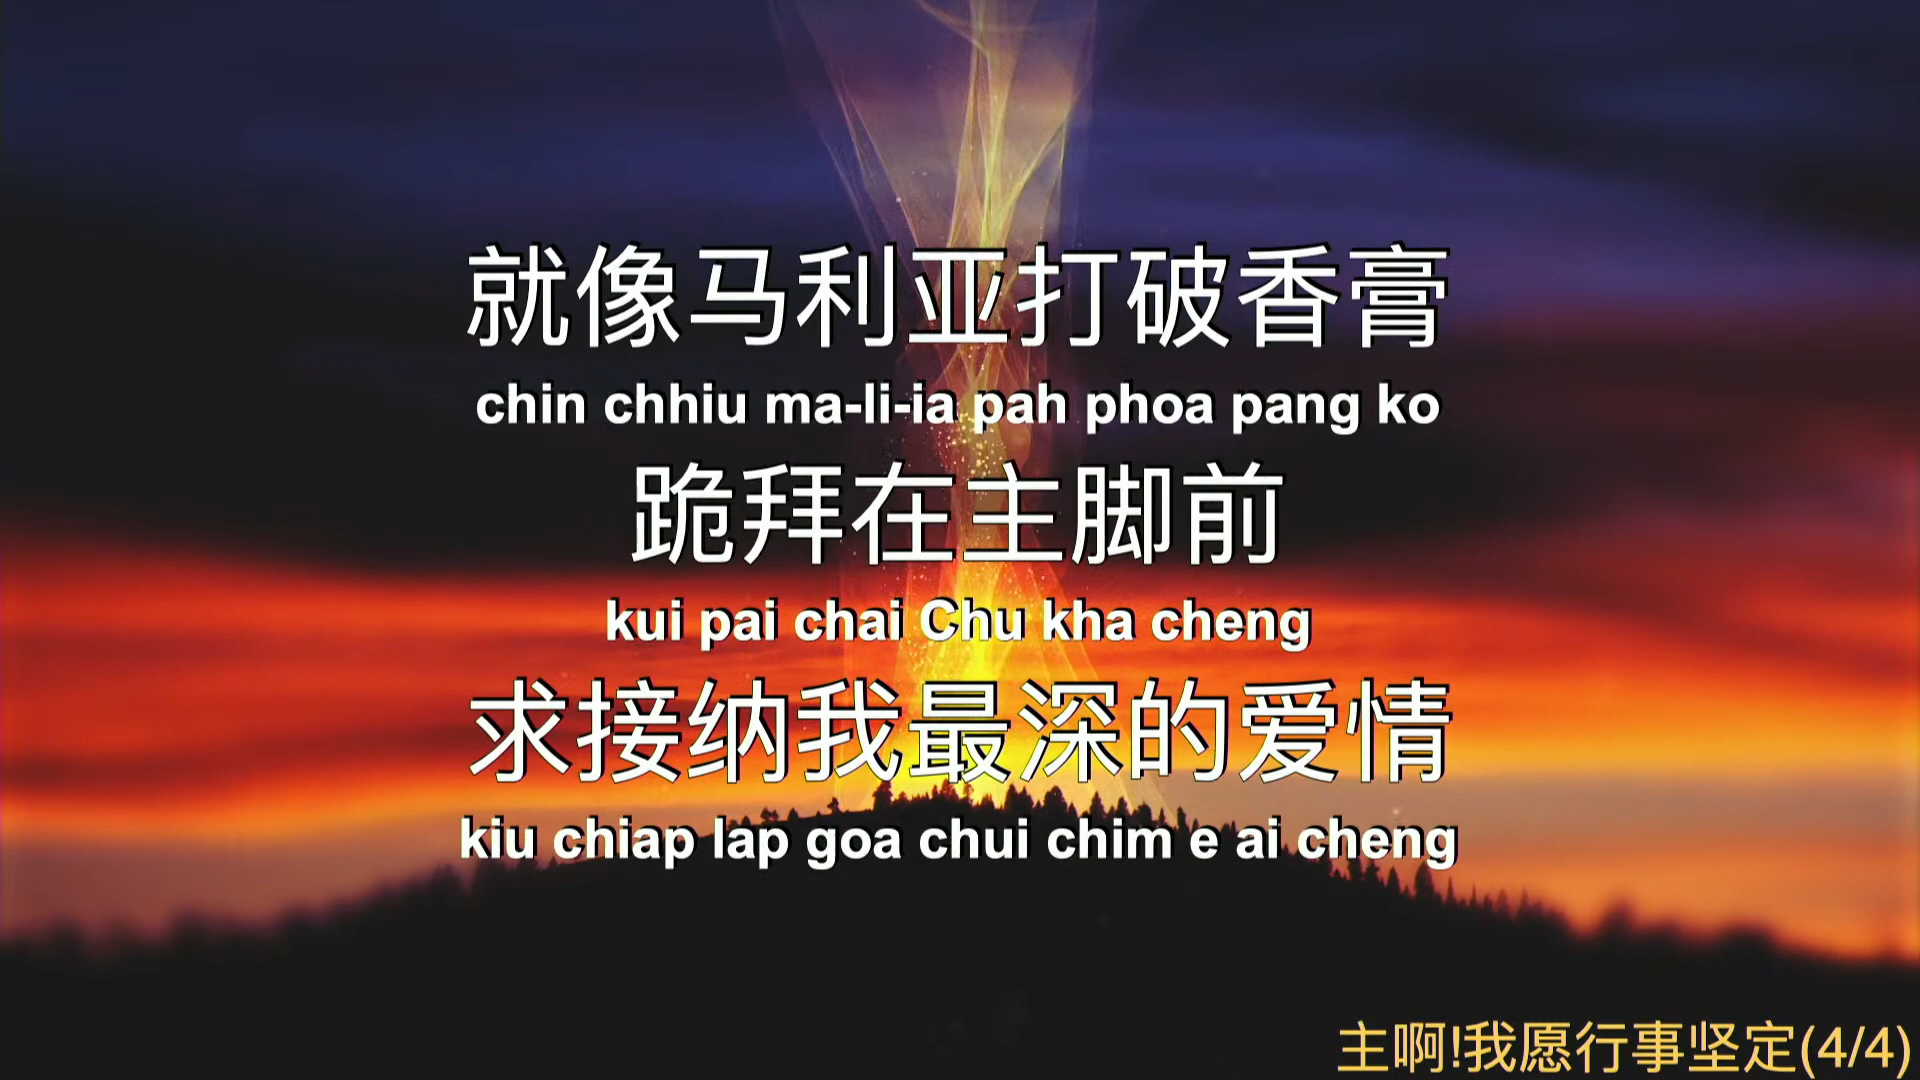 就像马利亚打破香膏
chin chhiu ma-li-ia pah phoa pang ko
跪拜在主脚前
kui pai chai Chu kha cheng
求接纳我最深的爱情
kiu chiap lap goa chui chim e ai cheng
主啊!我愿行事坚定(4/4)